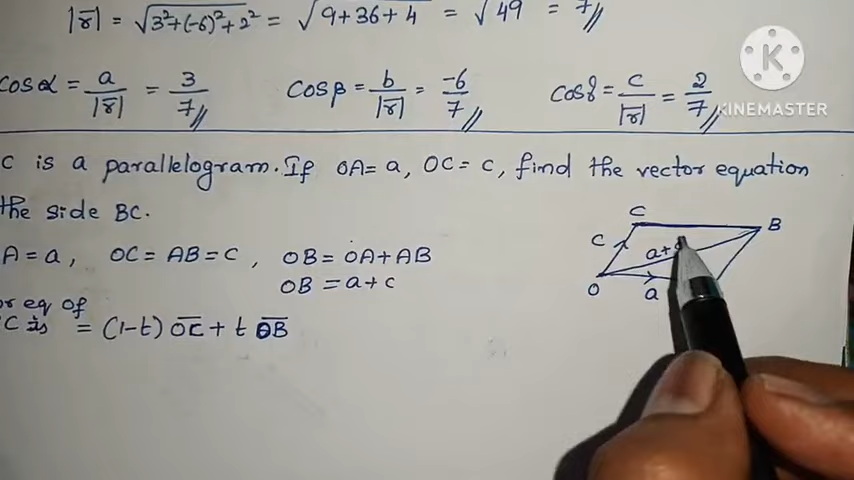 |r̅| = √3²+(-6)²+2² = √9+36+4 = √49 = 7//
cosα = a/|r̅| = 3/7// cosβ = b/|r̅| = -6/7// cosγ = c/|r̅| = 2/7//
K
KINEMASTER
C is a parallelogram. If OA = a, OC = c, find the vector equation
the side BC.
A = a, OC = AB = c, OB = OA + AB
OB = a + c
or eq of
C is = (1-t) O̅C̅ + t O̅B̅
C
B
C
a+
O
a